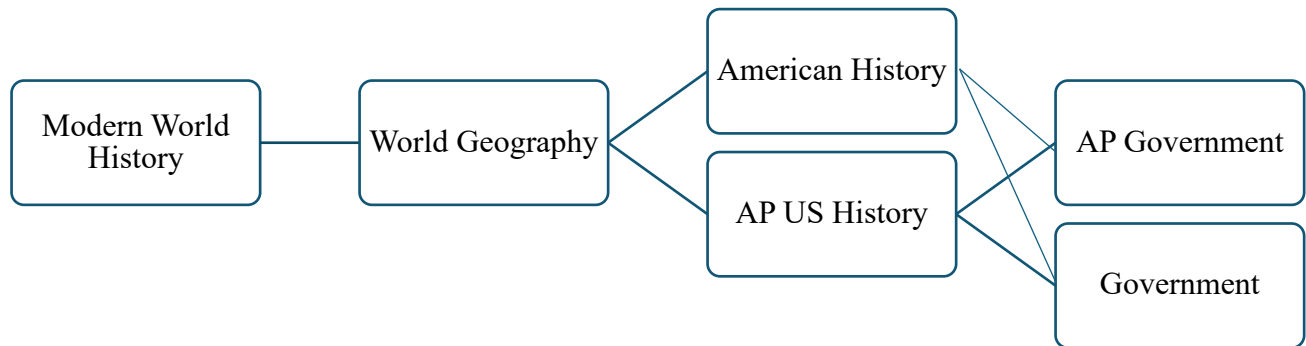 Modern World
History
World Geography
American History
AP US History
AP Government
Government